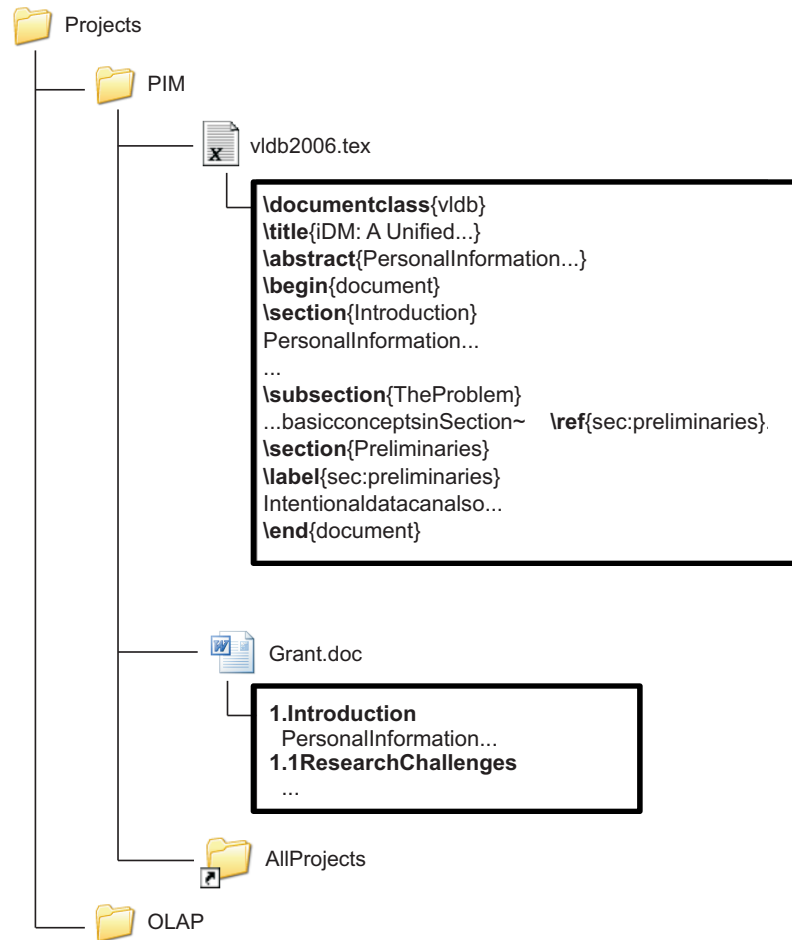 Projects
PIM
vldb2006.tex
\documentclass{vldb}
\title{iDM: A Unified...}
\abstract{PersonalInformation...}
\begin{document}
\section{Introduction}
PersonalInformation...
...
\subsection{TheProblem}
...basicconceptsinSection~ \ref{sec:preliminaries}.
\section{Preliminaries}
\label{sec:preliminaries}
Intentionaldatacanalso...
\end{document}
Grant.doc
1.Introduction
PersonalInformation...
1.1ResearchChallenges
...
AllProjects
OLAP